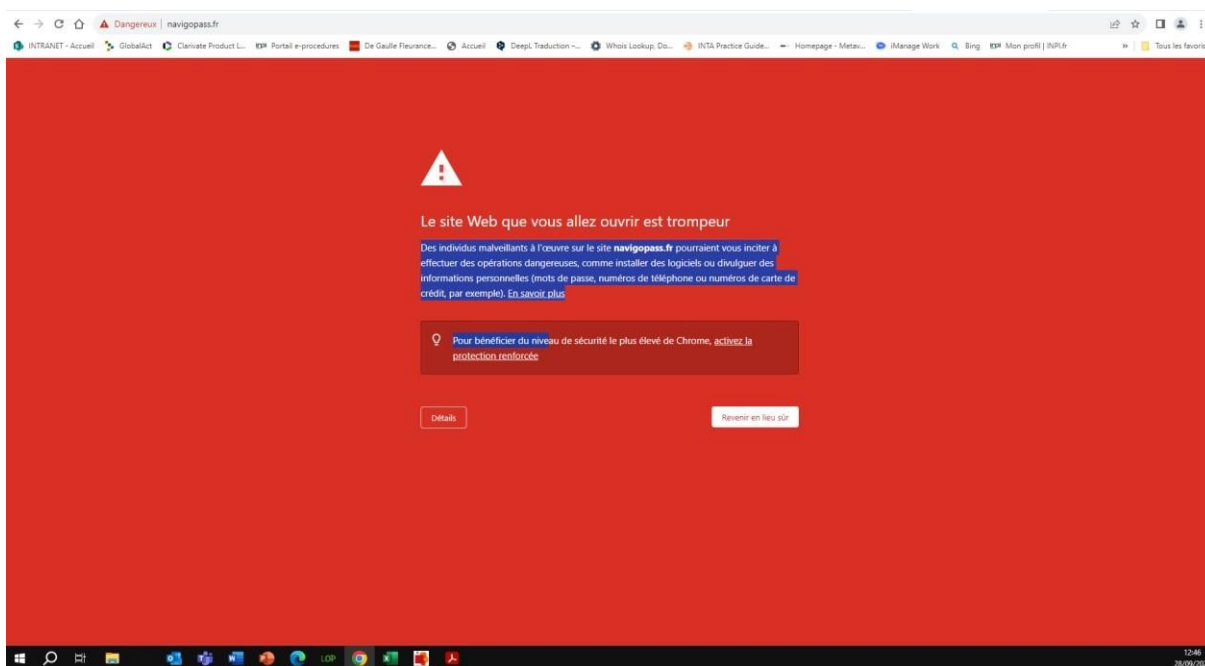 Dangereux | navigopass.fr
INTRANET - Accueil GlobalAct Clarivate Product L... Portail e-procedures De Gaulle Fleurance... Accueil DeepL Traduction -... Whois Lookup, Do... INTA Practice Guide... Homepage - Metav... iManage Work Bing Mon profil | INPI.fr » Tous les favoris
Le site Web que vous allez ouvrir est trompeur
Des individus malveillants à l'œuvre sur le site navigopass.fr pourraient vous inciter à
effectuer des opérations dangereuses, comme installer des logiciels ou divulguer des
informations personnelles (mots de passe, numéros de téléphone ou numéros de carte de
crédit, par exemple). En savoir plus
Pour bénéficier du niveau de sécurité le plus élevé de Chrome, activez la
protection renforcée
Détails Revenir en lieu sûr
LOP
12:46
28/09/20